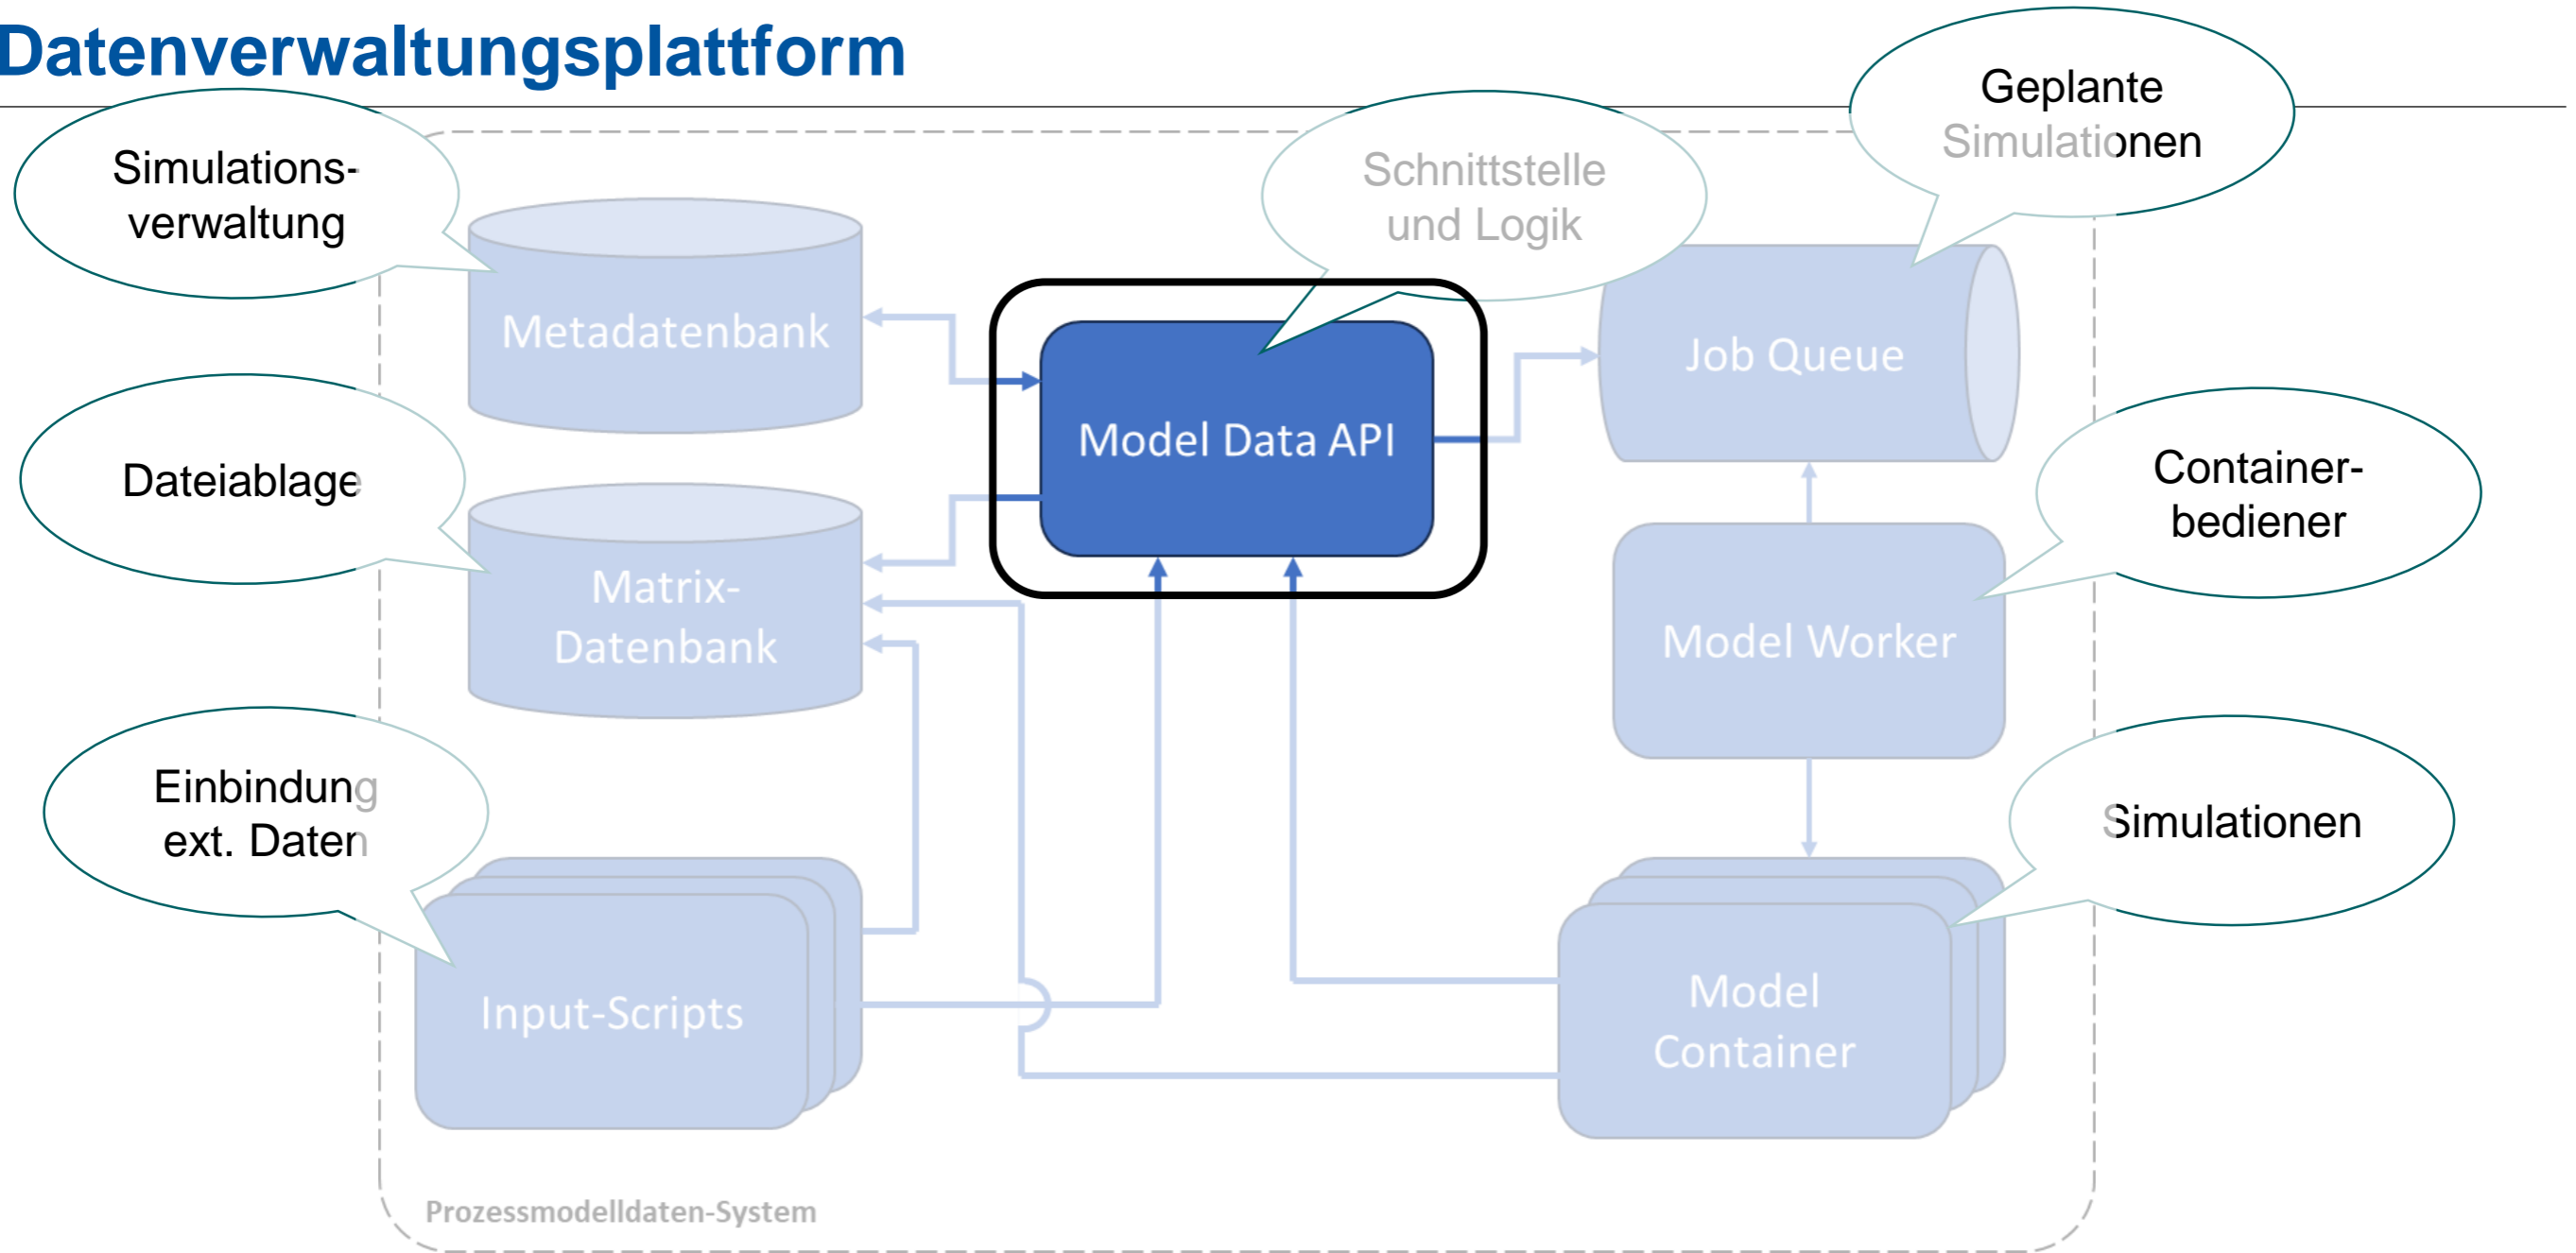 Datenverwaltungsplattform
Geplante
Simulationen
Simulations-
verwaltung
Schnittstelle
und Logik
Metadatenbank
Model Data API
Job Queue
Dateiablage
Container-
bediener
Matrix-
Datenbank
Model Worker
Einbindung
ext. Daten
Simulationen
Input-Scripts
Model
Container
Prozessmodelldaten-System